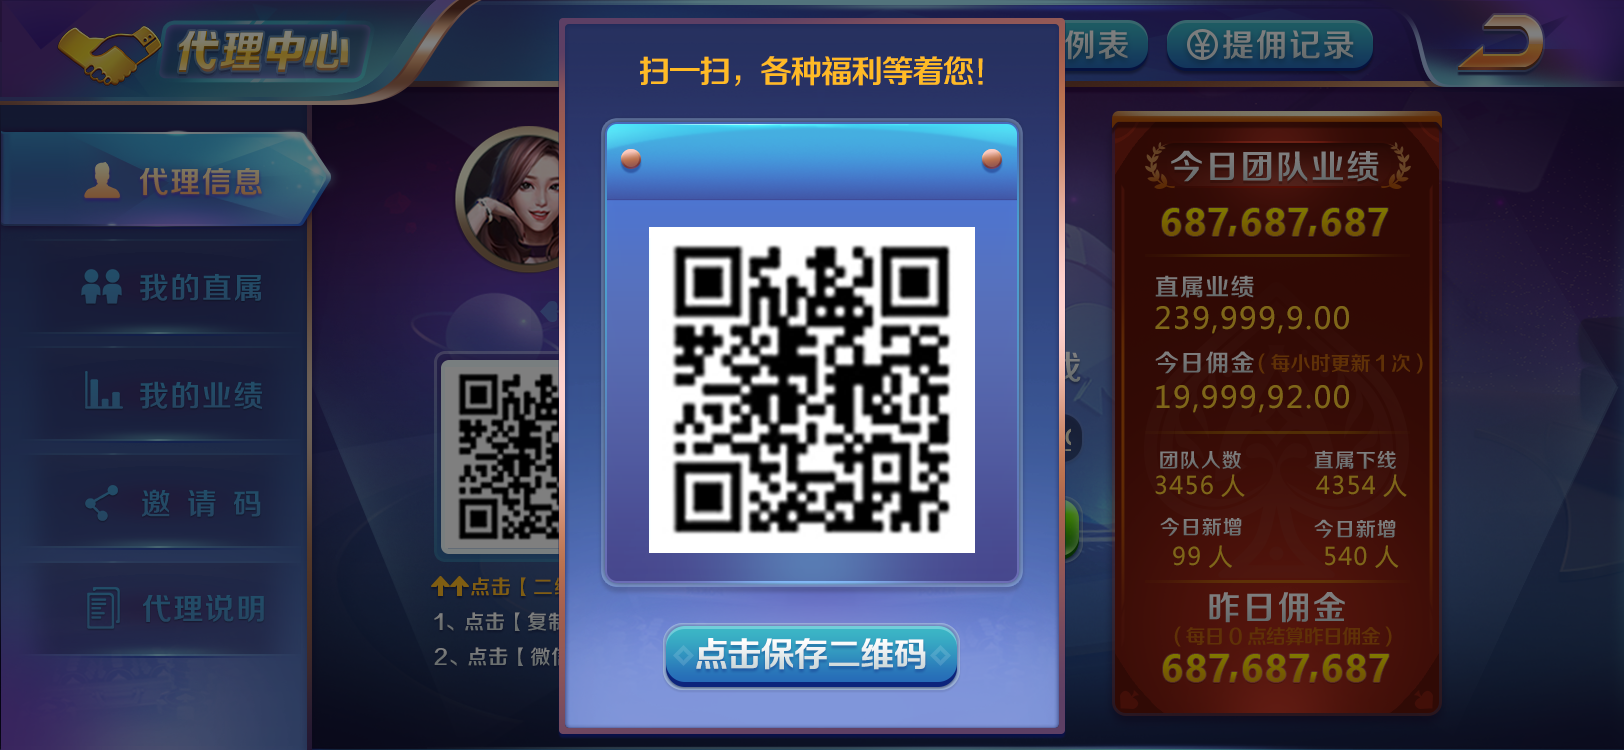 代理中心
例表
提佣记录
代理信息
我的直属
我的业绩
邀请码
代理说明
点击【二维
1、点击【复制
2、点击【微信
扫一扫，各种福利等着您！
点击保存二维码
今日团队业绩
687,687,687
直属业绩
239,999,9.00
今日佣金（每小时更新1次）
19,999,92.00
团队人数 直属下线
3456 人 4354 人
今日新增 今日新增
99 人 540 人
昨日佣金
（每日0点结算昨日佣金）
687,687,687